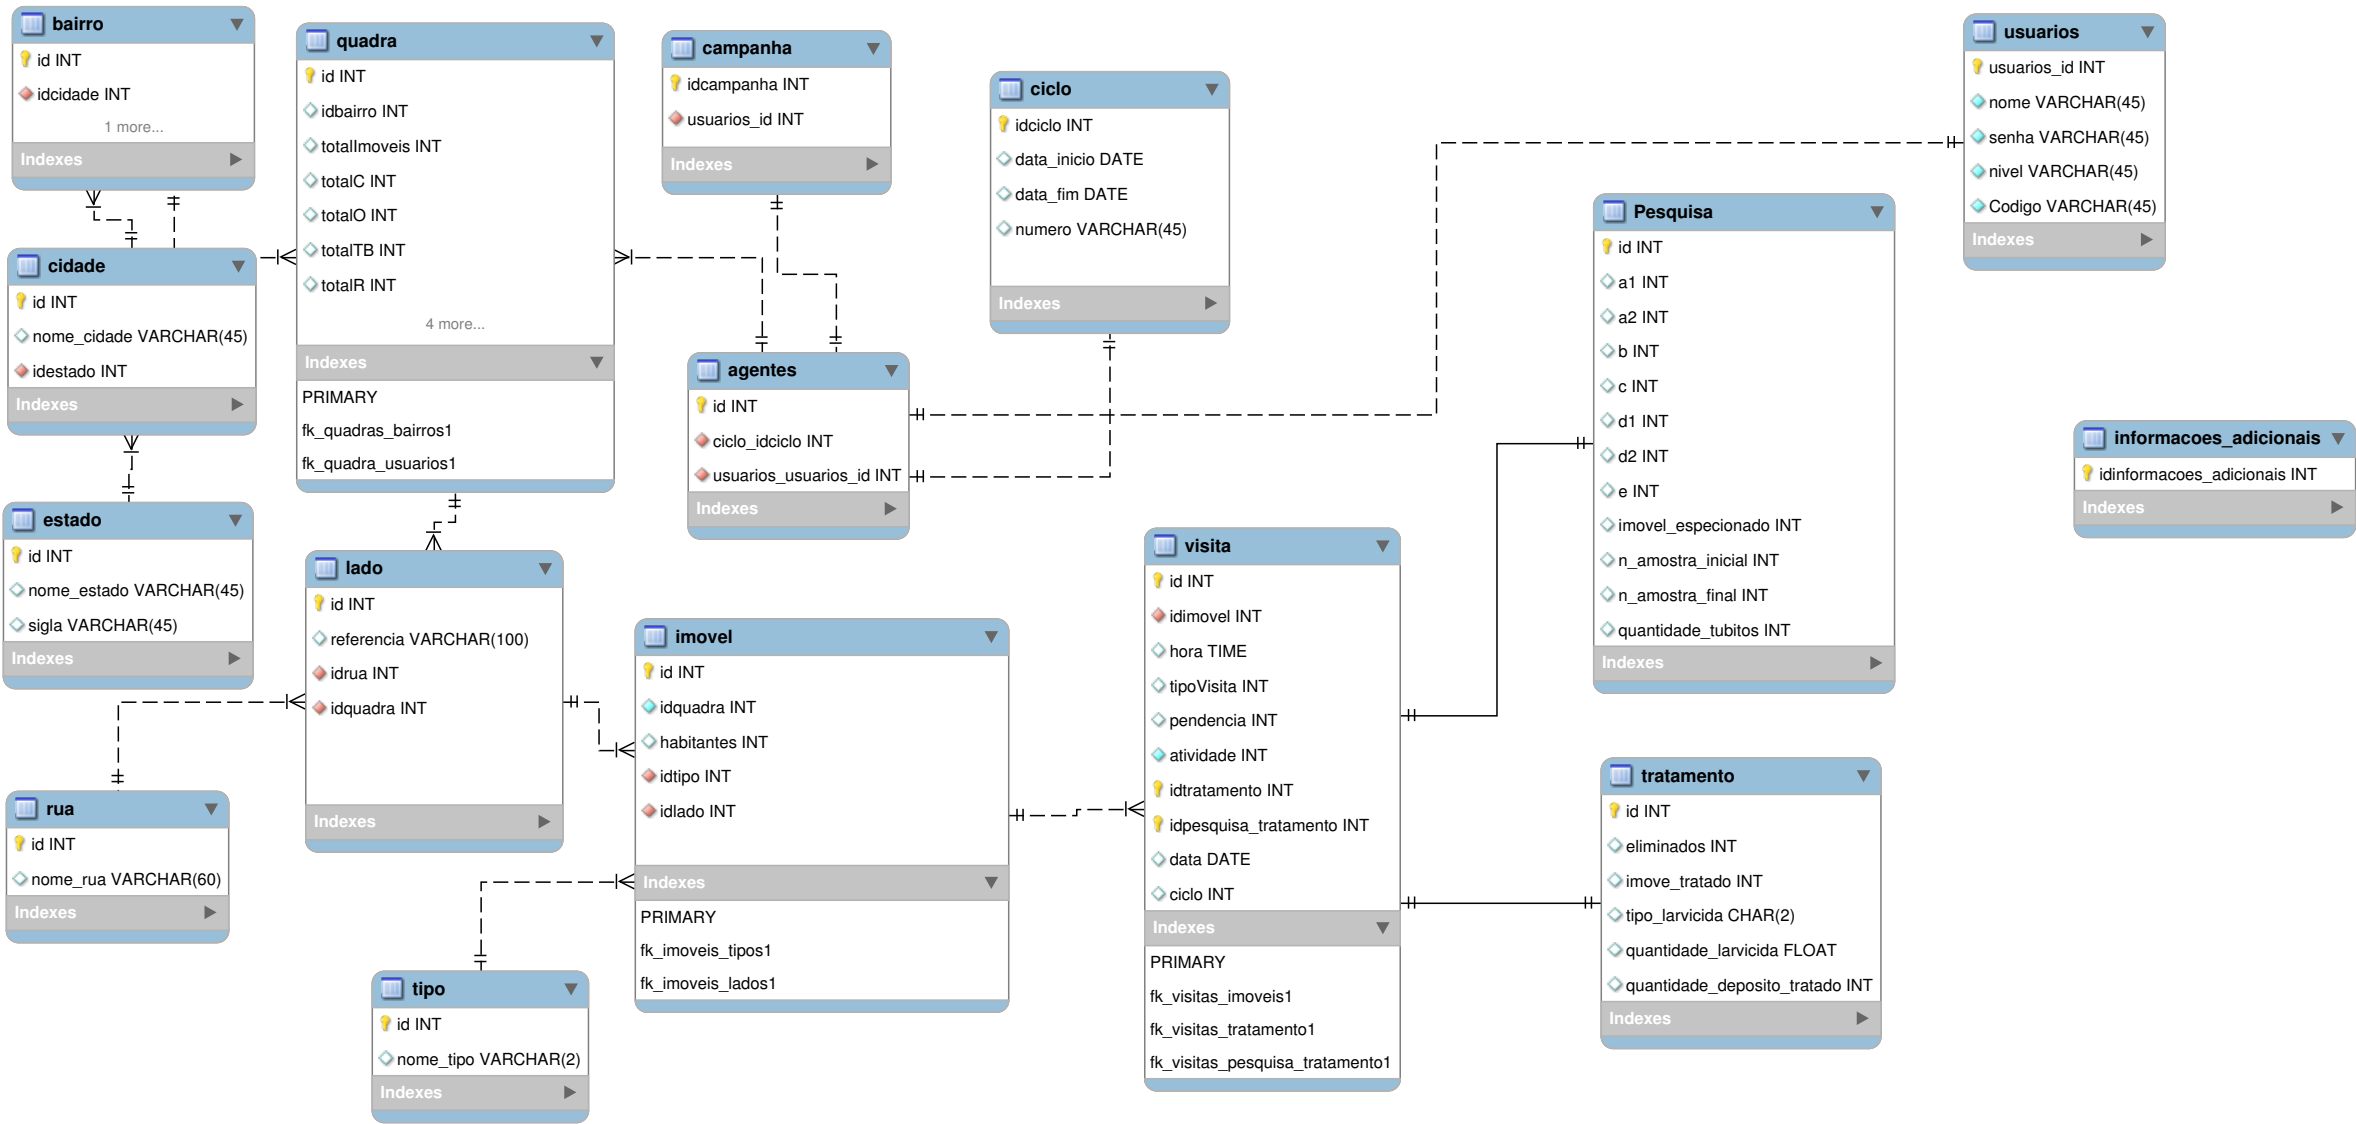 bairro
id INT
idcidade INT
1 more...
Indexes
quadra
id INT
idbairro INT
totalImoveis INT
totalC INT
totalO INT
totalTB INT
totalR INT
4 more...
Indexes
PRIMARY
fk_quadras_bairros1
fk_quadra_usuarios1
campanha
idcampanha INT
usuarios_id INT
Indexes
ciclo
idciclo INT
data_inicio DATE
data_fim DATE
numero VARCHAR(45)
Indexes
usuarios
usuarios_id INT
nome VARCHAR(45)
senha VARCHAR(45)
nivel VARCHAR(45)
Codigo VARCHAR(45)
Indexes
cidade
id INT
nome_cidade VARCHAR(45)
idestado INT
Indexes
agentes
id INT
ciclo_idciclo INT
usuarios_usuarios_id INT
Indexes
Pesquisa
id INT
a1 INT
a2 INT
b INT
c INT
d1 INT
d2 INT
e INT
imovel_especionado INT
n_amostra_inicial INT
n_amostra_final INT
quantidade_tubitos INT
Indexes
informacoes_adicionais
idinformacoes_adicionais INT
Indexes
estado
id INT
nome_estado VARCHAR(45)
sigla VARCHAR(45)
Indexes
lado
id INT
referencia VARCHAR(100)
idrua INT
idquadra INT
Indexes
imovel
id INT
idquadra INT
habitantes INT
idtipo INT
idlado INT
Indexes
PRIMARY
fk_imoveis_tipos1
fk_imoveis_lados1
visita
id INT
idimovel INT
hora TIME
tipoVisita INT
pendencia INT
atividade INT
idtratamento INT
idpesquisa_tratamento INT
data DATE
ciclo INT
Indexes
PRIMARY
fk_visitas_imoveis1
fk_visitas_tratamento1
fk_visitas_pesquisa_tratamento1
tratamento
id INT
eliminados INT
imove_tratado INT
tipo_larvicida CHAR(2)
quantidade_larvicida FLOAT
quantidade_deposito_tratado INT
Indexes
rua
id INT
nome_rua VARCHAR(60)
Indexes
tipo
id INT
nome_tipo VARCHAR(2)
Indexes